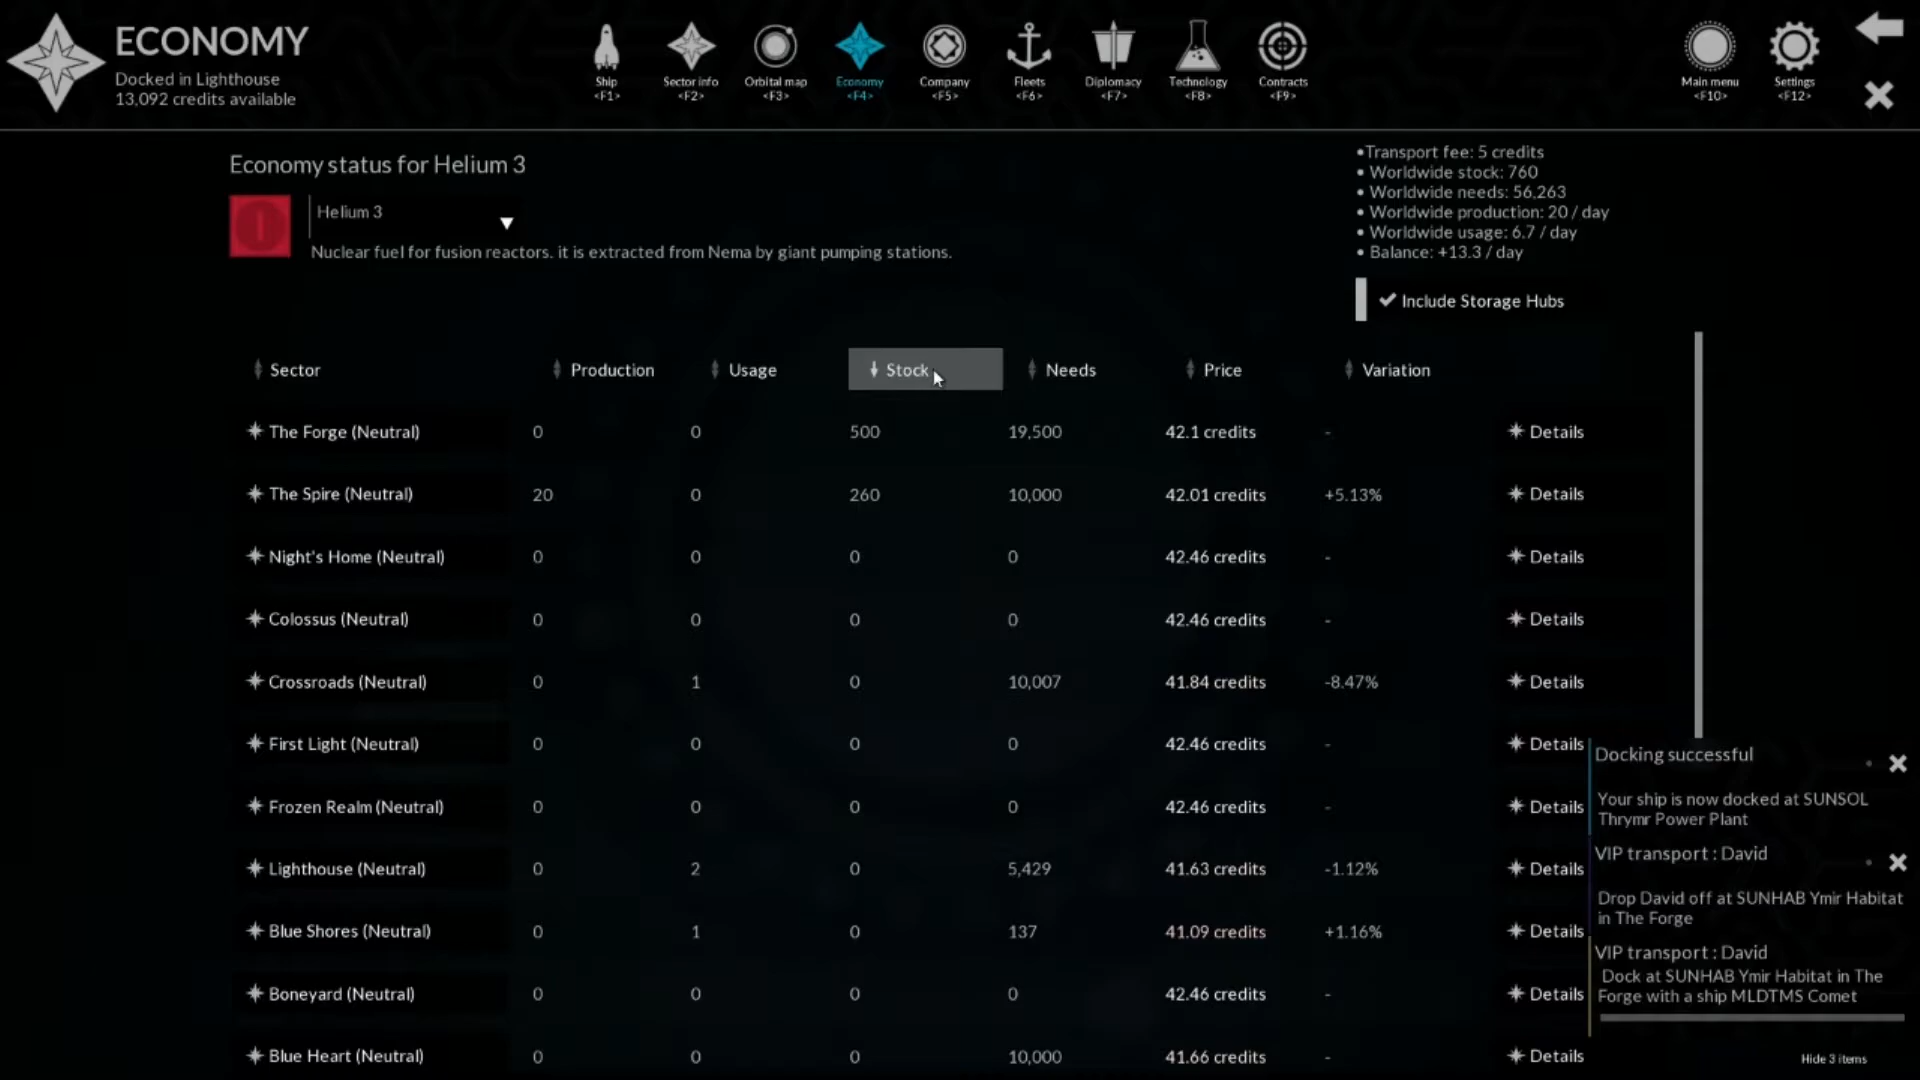 ECONOMY
Docked in Lighthouse
13,092 credits available
Ship
<F1>
Sector info
<F2>
Orbital map
<F3>
Economy
<F4>
Company
<F5>
Fleets
<F6>
Diplomacy
<F7>
Technology
<F8>
Contracts
<F9>
Main menu
<F10>
Settings
<F12>
Economy status for Helium 3
Helium 3
Nuclear fuel for fusion reactors. it is extracted from Nema by giant pumping stations.
•Transport fee: 5 credits
• Worldwide stock: 760
• Worldwide needs: 56,263
• Worldwide production: 20 / day
• Worldwide usage: 6.7 / day
• Balance: +13.3 / day
Include Storage Hubs
Sector Production Usage Stock Needs Price Variation
The Forge (Neutral) 0 0 500 19,500 42.1 credits - Details
The Spire (Neutral) 20 0 260 10,000 42.01 credits +5.13% Details
Night's Home (Neutral) 0 0 0 0 42.46 credits - Details
Colossus (Neutral) 0 0 0 0 42.46 credits - Details
Crossroads (Neutral) 0 1 0 10,007 41.84 credits -8.47% Details
First Light (Neutral) 0 0 0 0 42.46 credits - Details
Frozen Realm (Neutral) 0 0 0 0 42.46 credits - Details
Lighthouse (Neutral) 0 2 0 5,429 41.63 credits -1.12% Details
Blue Shores (Neutral) 0 1 0 137 41.09 credits +1.16% Details
Boneyard (Neutral) 0 0 0 0 42.46 credits - Details
Blue Heart (Neutral) 0 0 0 10,000 41.66 credits - Details
Docking successful
Your ship is now docked at SUNSOL
Thrymr Power Plant
VIP transport : David
Drop David off at SUNHAB Ymir Habitat
in The Forge
VIP transport : David
Dock at SUNHAB Ymir Habitat in The
Forge with a ship MLDTMS Comet
Hide 3 items